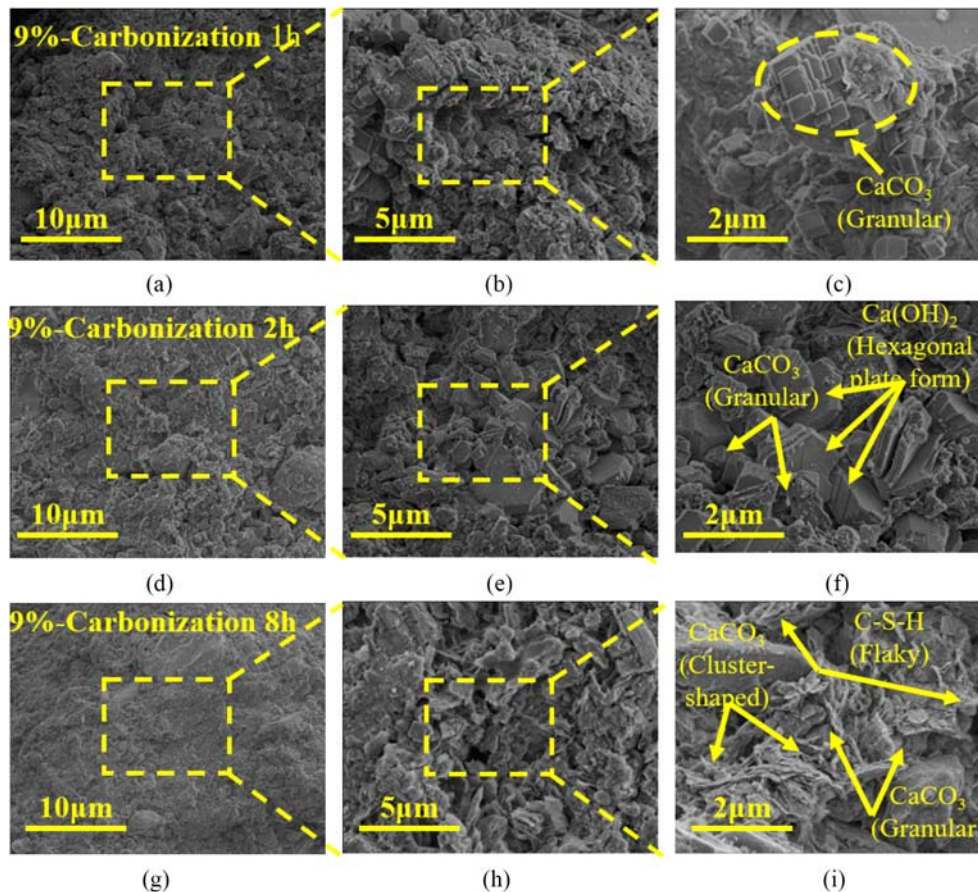 9%-Carbonization 1h
10μm
5μm
CaCO3
(Granular)
2μm
(a)
(b)
(c)
9%-Carbonization 2h
10μm
5μm
Ca(OH)2
(Hexagonal
plate form)
CaCO3
(Granular)
2μm
(d)
(e)
(f)
9%-Carbonization 8h
10μm
5μm
CaCO3
(Cluster-
shaped)
C-S-H
(Flaky)
CaCO3
(Granular
2μm
(g)
(h)
(i)